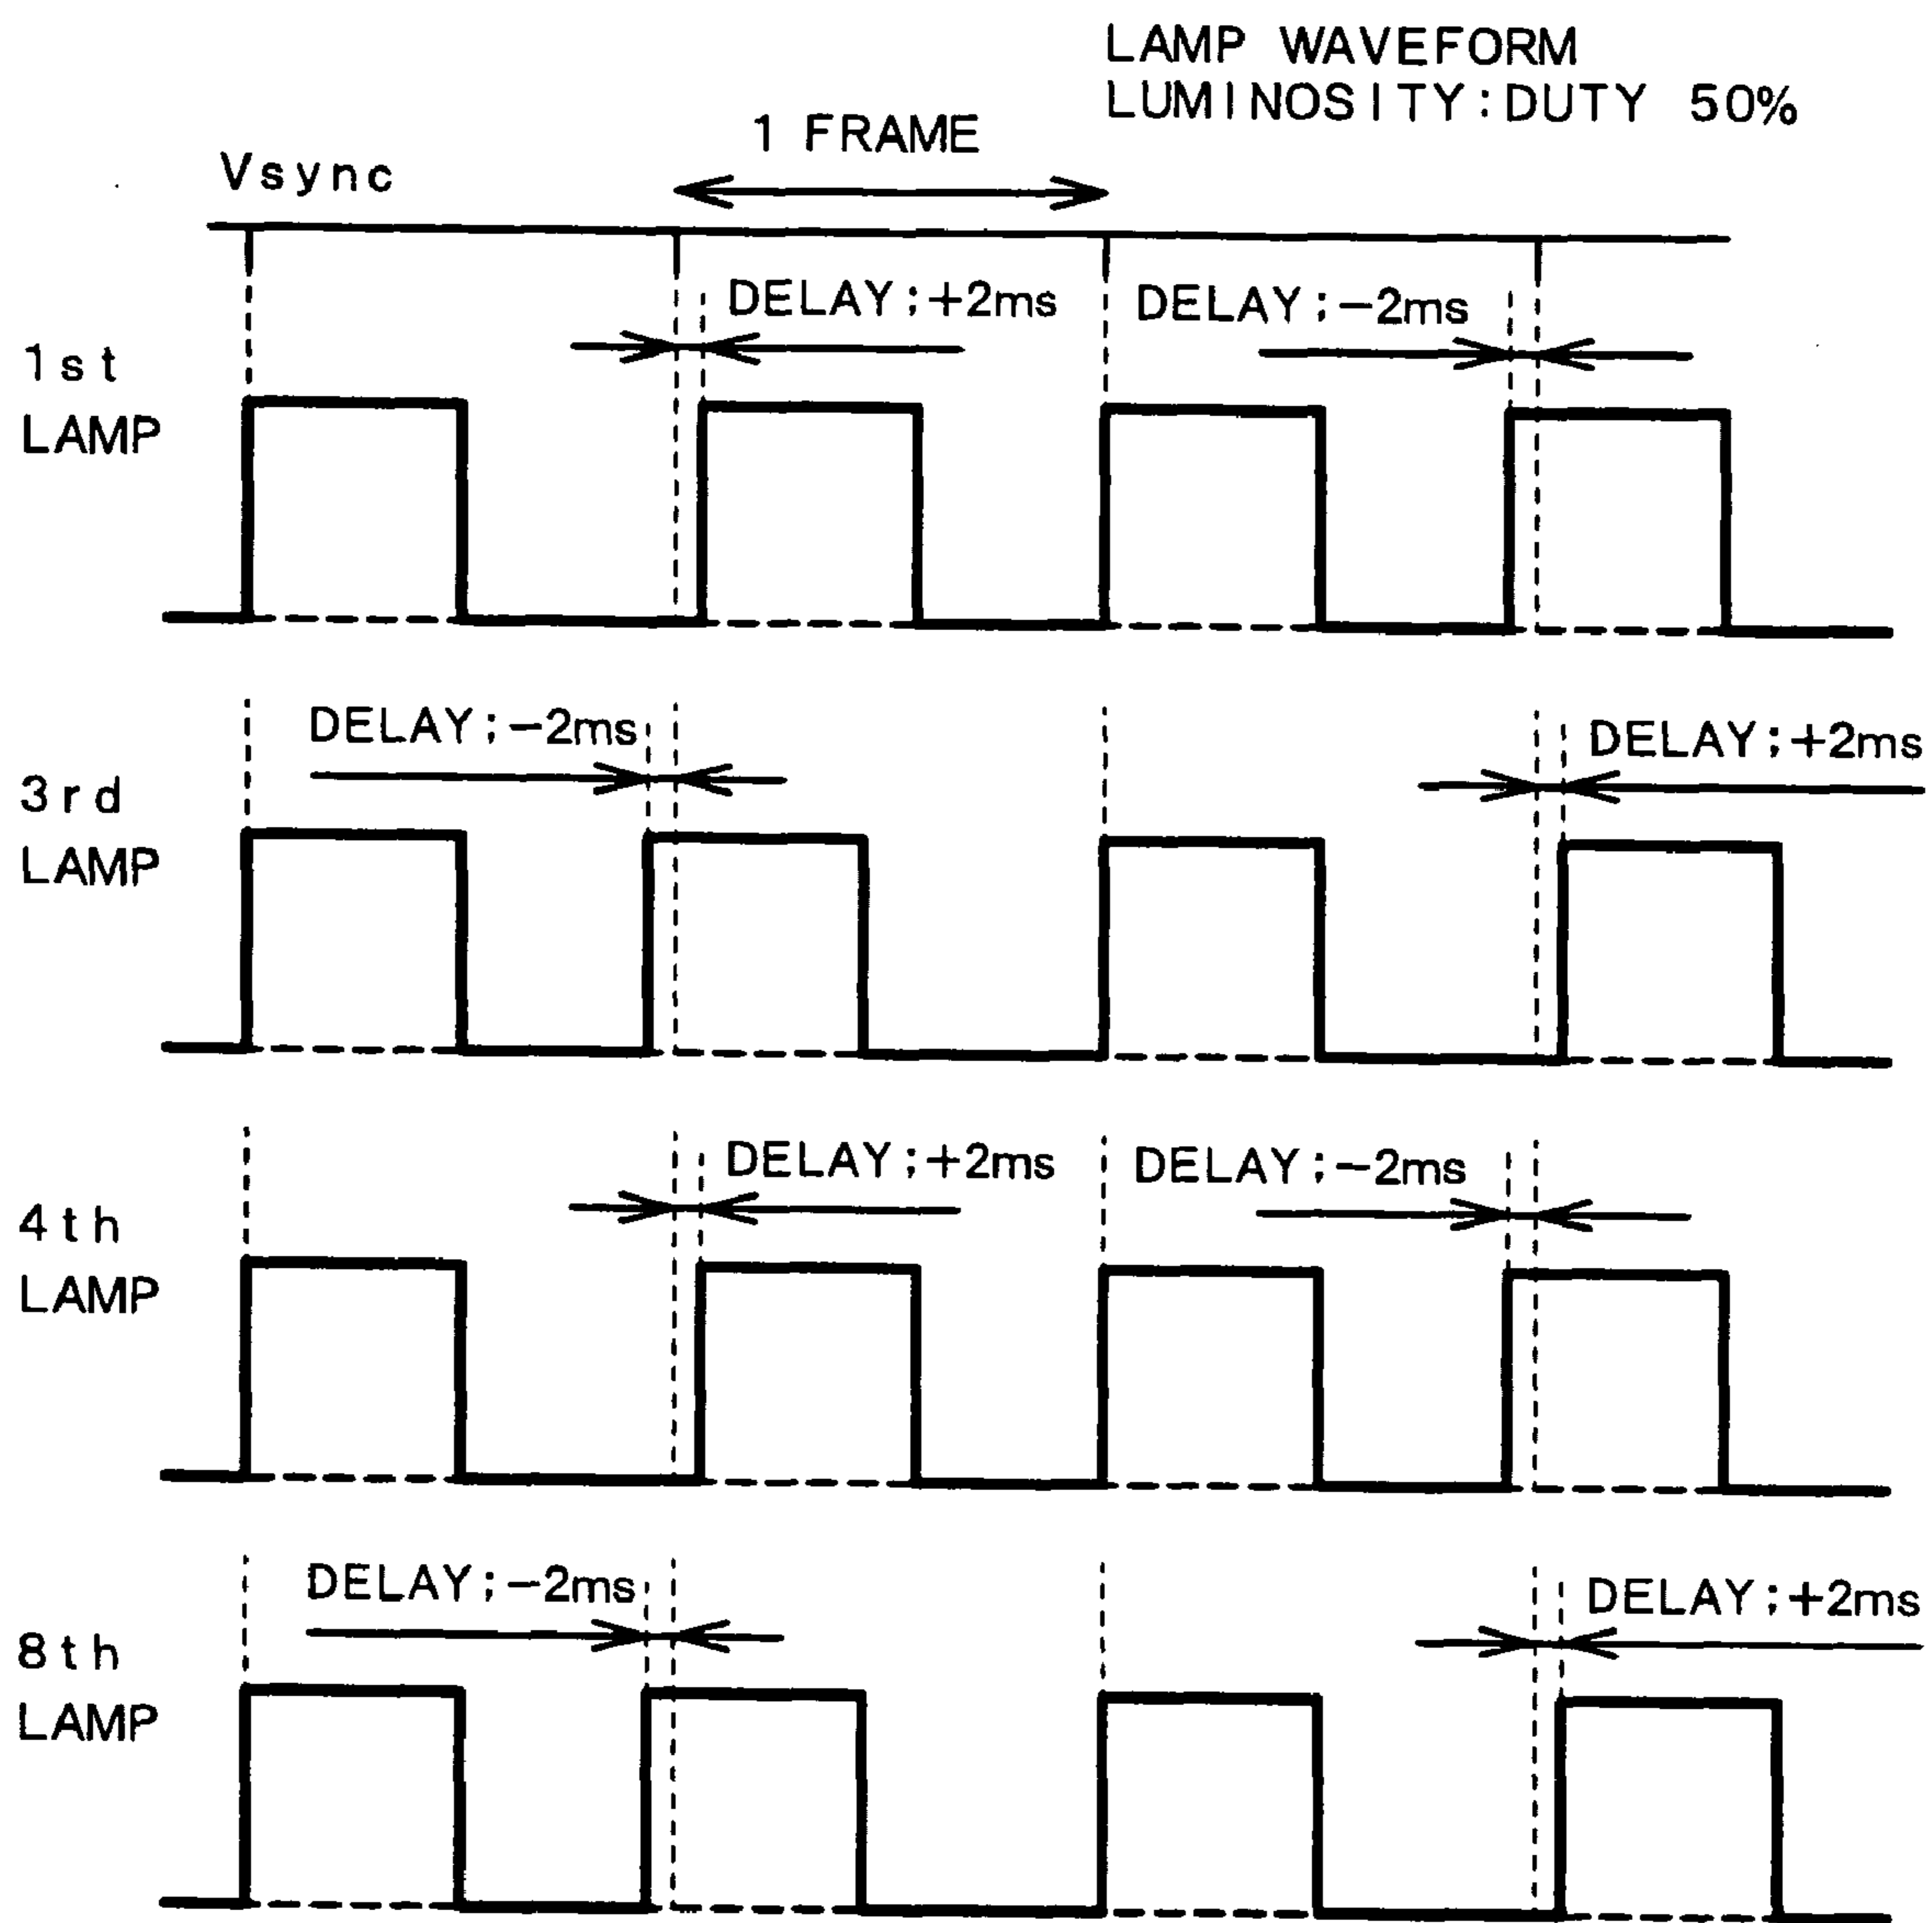 LAMP WAVEFORM
LUMINOSITY:DUTY 50%
1 FRAME
Vsync
DELAY;+2ms
DELAY;-2ms
1st
LAMP
DELAY;-2ms
DELAY;+2ms
3rd
LAMP
DELAY;+2ms
DELAY;-2ms
4th
LAMP
DELAY;-2ms
DELAY;+2ms
8th
LAMP